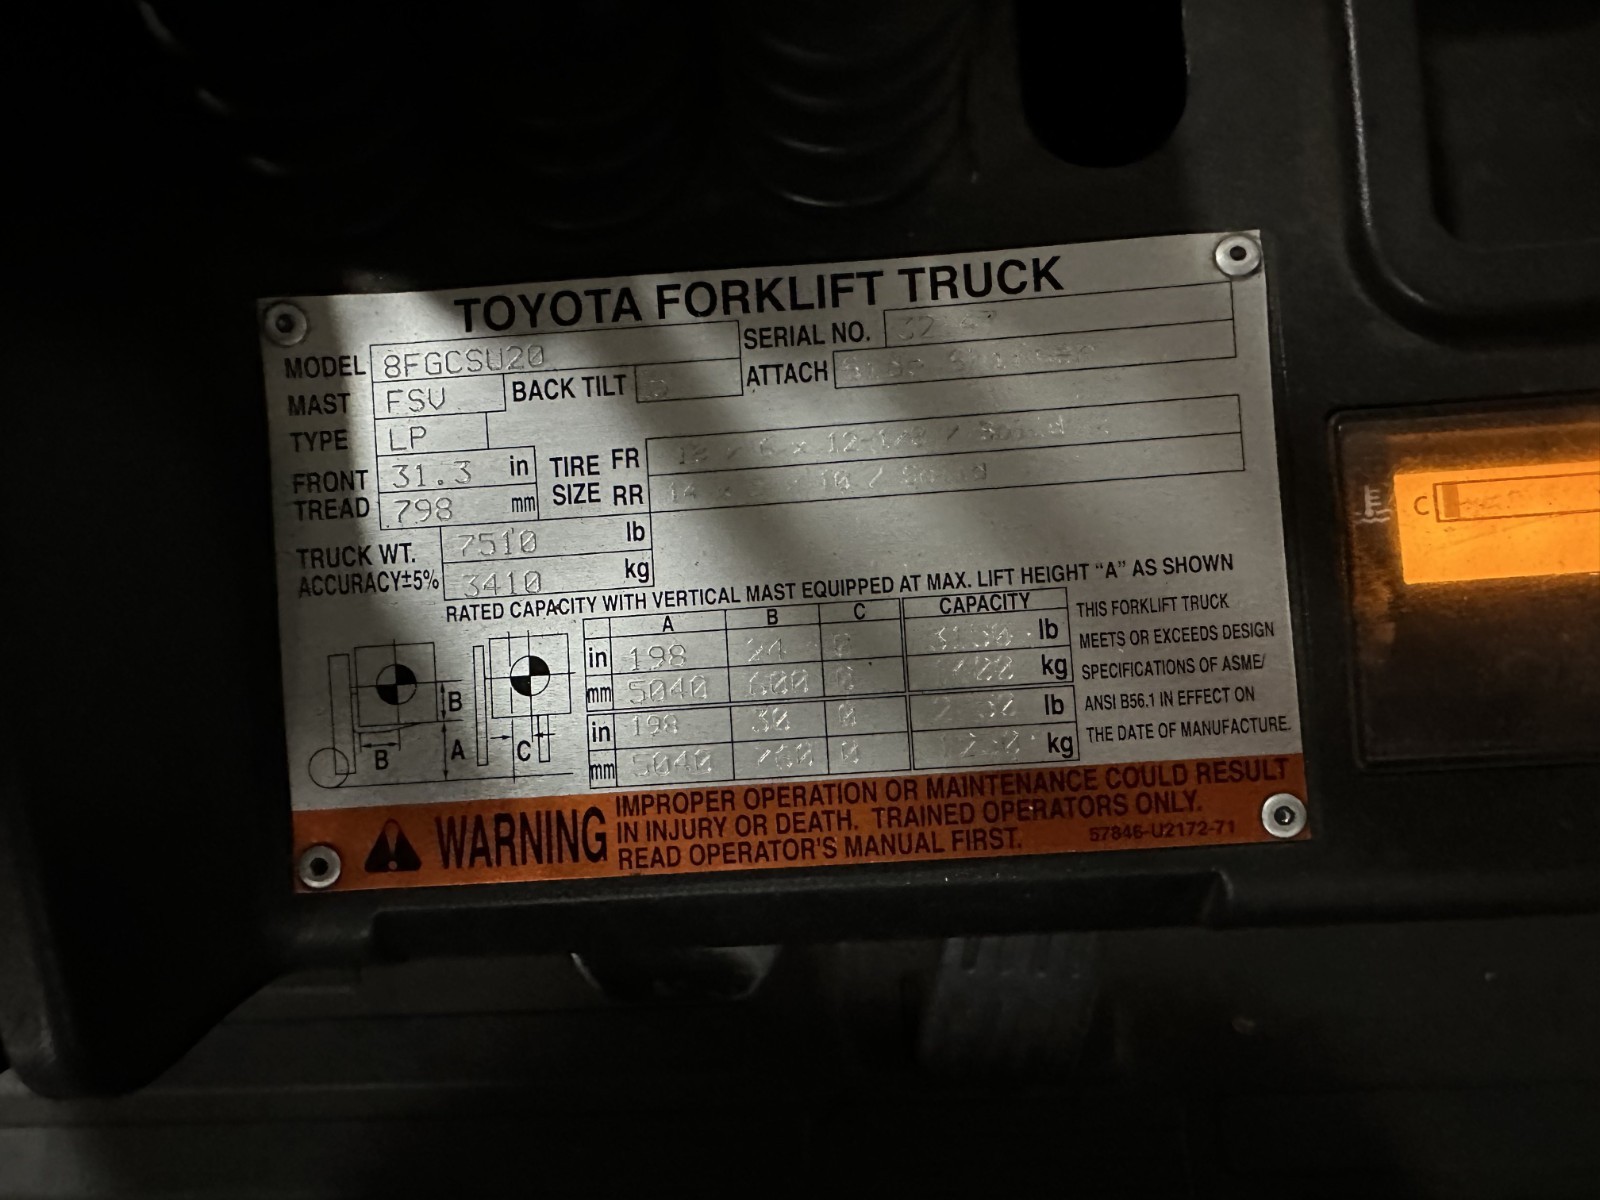 TOYOTA FORKLIFT TRUCK
MODEL 8FGCSU20 SERIAL NO.
MAST FSV BACK TILT ATTACH
TYPE LP
FRONT TREAD 31.3 in TIRE SIZE FR
798 mm RR
TRUCK WT. 7510 lb
ACCURACY±5% 3410 kg
RATED CAPACITY WITH VERTICAL MAST EQUIPPED AT MAX. LIFT HEIGHT "A" AS SHOWN
A B C CAPACITY
in 198 24 0 lb
mm 5040 600 0 kg
in 198 30 0 lb
mm 5040 760 0 kg
B
B A C
THIS FORKLIFT TRUCK
MEETS OR EXCEEDS DESIGN
SPECIFICATIONS OF ASME/
ANSI B56.1 IN EFFECT ON
THE DATE OF MANUFACTURE.
WARNING
IMPROPER OPERATION OR MAINTENANCE COULD RESULT
IN INJURY OR DEATH. TRAINED OPERATORS ONLY.
READ OPERATOR'S MANUAL FIRST. 57846-U2172-71
C